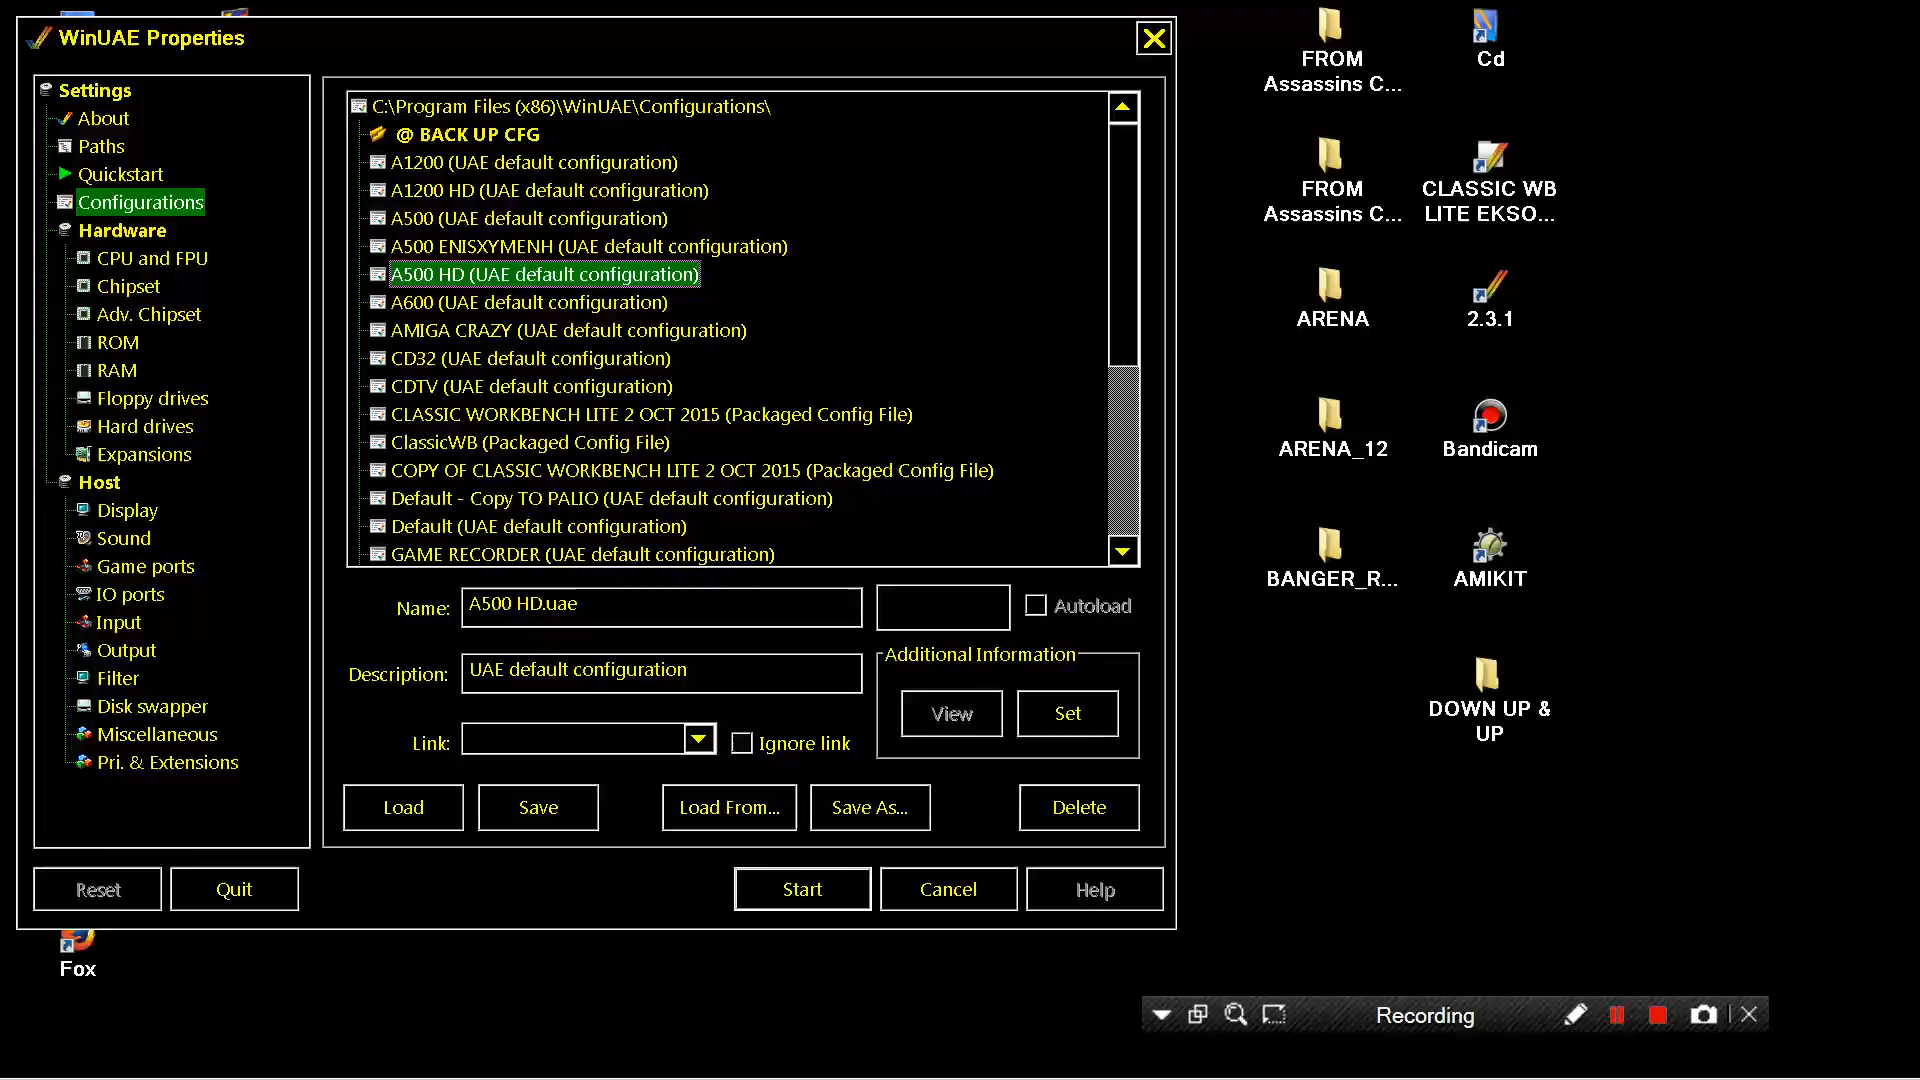 WinUAE Properties
Settings
About
Paths
Quickstart
Configurations
Hardware
CPU and FPU
Chipset
Adv. Chipset
ROM
RAM
Floppy drives
Hard drives
Expansions
Host
Display
Sound
Game ports
IO ports
Input
Output
Filter
Disk swapper
Miscellaneous
Pri. & Extensions
C:\Program Files (x86)\WinUAE\Configurations\
@ BACK UP CFG
A1200 (UAE default configuration)
A1200 HD (UAE default configuration)
A500 (UAE default configuration)
A500 ENISXYMENH (UAE default configuration)
A500 HD (UAE default configuration)
A600 (UAE default configuration)
AMIGA CRAZY (UAE default configuration)
CD32 (UAE default configuration)
CDTV (UAE default configuration)
CLASSIC WORKBENCH LITE 2 OCT 2015 (Packaged Config File)
ClassicWB (Packaged Config File)
COPY OF CLASSIC WORKBENCH LITE 2 OCT 2015 (Packaged Config File)
Default - Copy TO PALIO (UAE default configuration)
Default (UAE default configuration)
GAME RECORDER (UAE default configuration)
Name: A500 HD.uae
Autoload
Description: UAE default configuration
Additional Information
View Set
Link:
Ignore link
Load Save Load From... Save As... Delete
Reset Quit Start Cancel Help
FROM
Assassins C...
Cd
FROM
Assassins C...
CLASSIC WB
LITE EKSO...
ARENA
2.3.1
ARENA_12
Bandicam
BANGER_R...
AMIKIT
DOWN UP &
UP
Fox
Recording